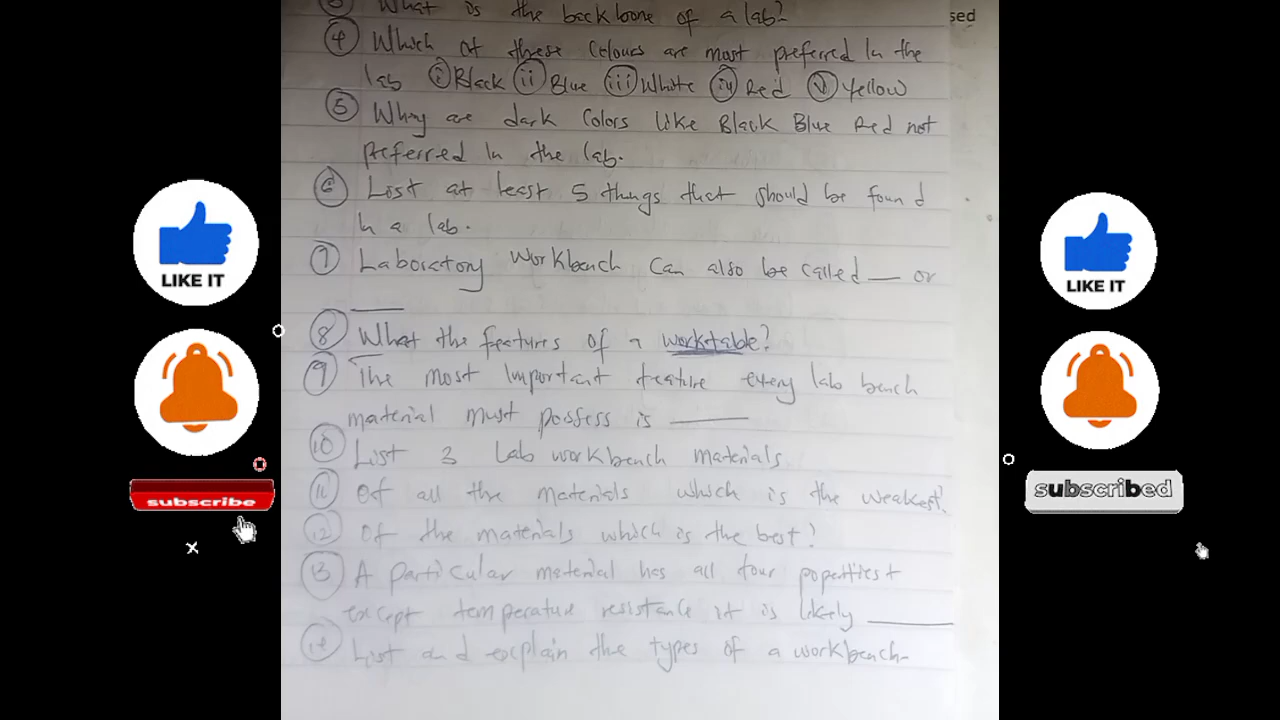 ③ What is the backbone of a lab?
sed
④ Which of these colours are most preferred In the
lab ⓘ Black ⓘⓘ Blue ⓘⓘⓘ White ⓘⓥ Red ⓥ Yellow
⑤ Why are dark Colors like Black Blue Red not
preferred In the lab.
⑥ List at least 5 things that should be found
In a lab.
⑦ Laboratory Workbench Can also be called ___ or
___
⑧ What the features of a worktable?
⑨ The most Important feature every lab bench
material must possess is ___
⑩ List 3 Lab workbench materials
⑪ Of all the materials which is the weakest?
⑫ Of the materials which is the best?
⑬ A particular material has all four popertiest
except temperature resistance it is likely ___
⑭ List and explain the types of a workbench-
LIKE IT
subscribe
LIKE IT
subscribed